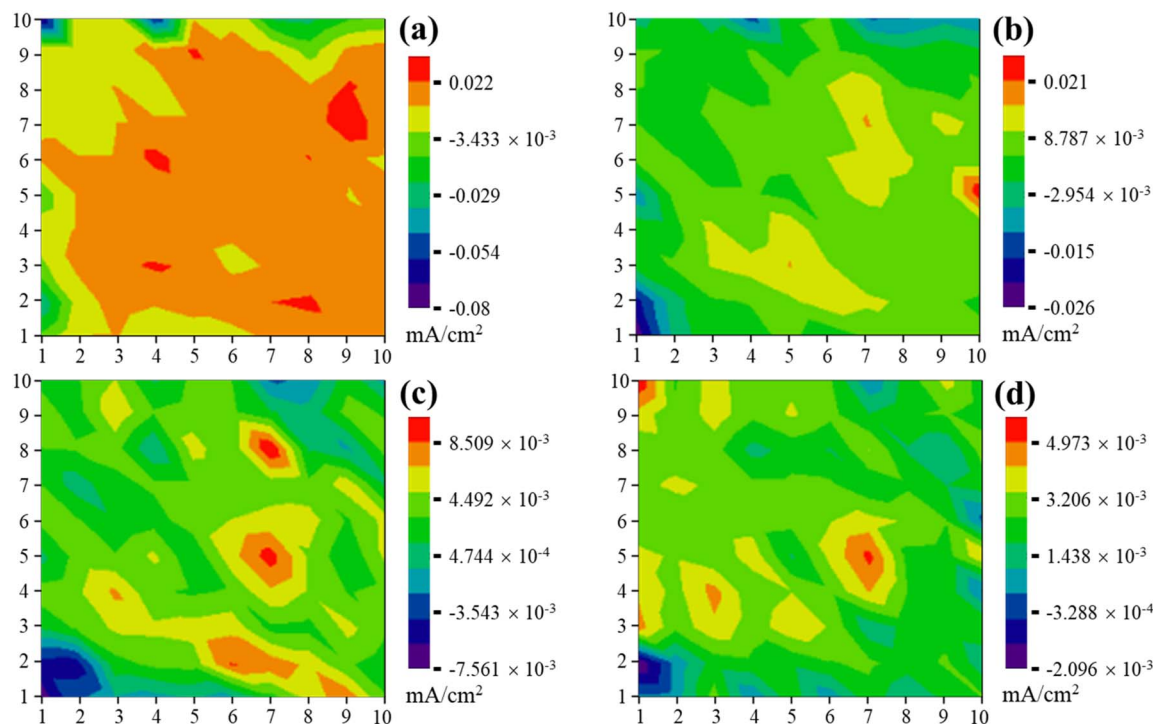 (a)
10
9
8
7
6
5
4
3
2
1
1 2 3 4 5 6 7 8 9 10
0.022
-3.433 × 10⁻³
-0.029
-0.054
-0.08
mA/cm²
(b)
10
9
8
7
6
5
4
3
2
1
1 2 3 4 5 6 7 8 9 10
0.021
8.787 × 10⁻³
-2.954 × 10⁻³
-0.015
-0.026
mA/cm²
(c)
10
9
8
7
6
5
4
3
2
1
1 2 3 4 5 6 7 8 9 10
8.509 × 10⁻³
4.492 × 10⁻³
4.744 × 10⁻⁴
-3.543 × 10⁻³
-7.561 × 10⁻³
mA/cm²
(d)
10
9
8
7
6
5
4
3
2
1
1 2 3 4 5 6 7 8 9 10
4.973 × 10⁻³
3.206 × 10⁻³
1.438 × 10⁻³
-3.288 × 10⁻⁴
-2.096 × 10⁻³
mA/cm²